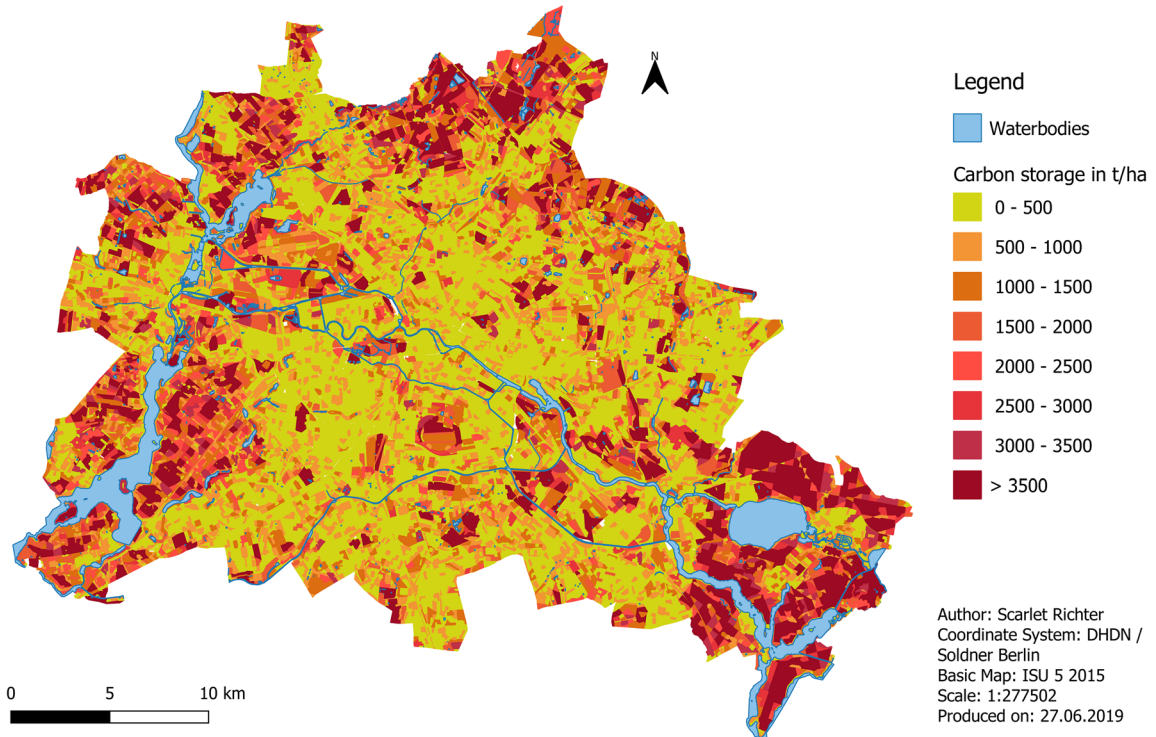 N
Legend
Waterbodies
Carbon storage in t/ha
0 - 500
500 - 1000
1000 - 1500
1500 - 2000
2000 - 2500
2500 - 3000
3000 - 3500
> 3500
Author: Scarlet Richter
Coordinate System: DHDN /
Soldner Berlin
Basic Map: ISU 5 2015
Scale: 1:277502
Produced on: 27.06.2019
0 5 10 km